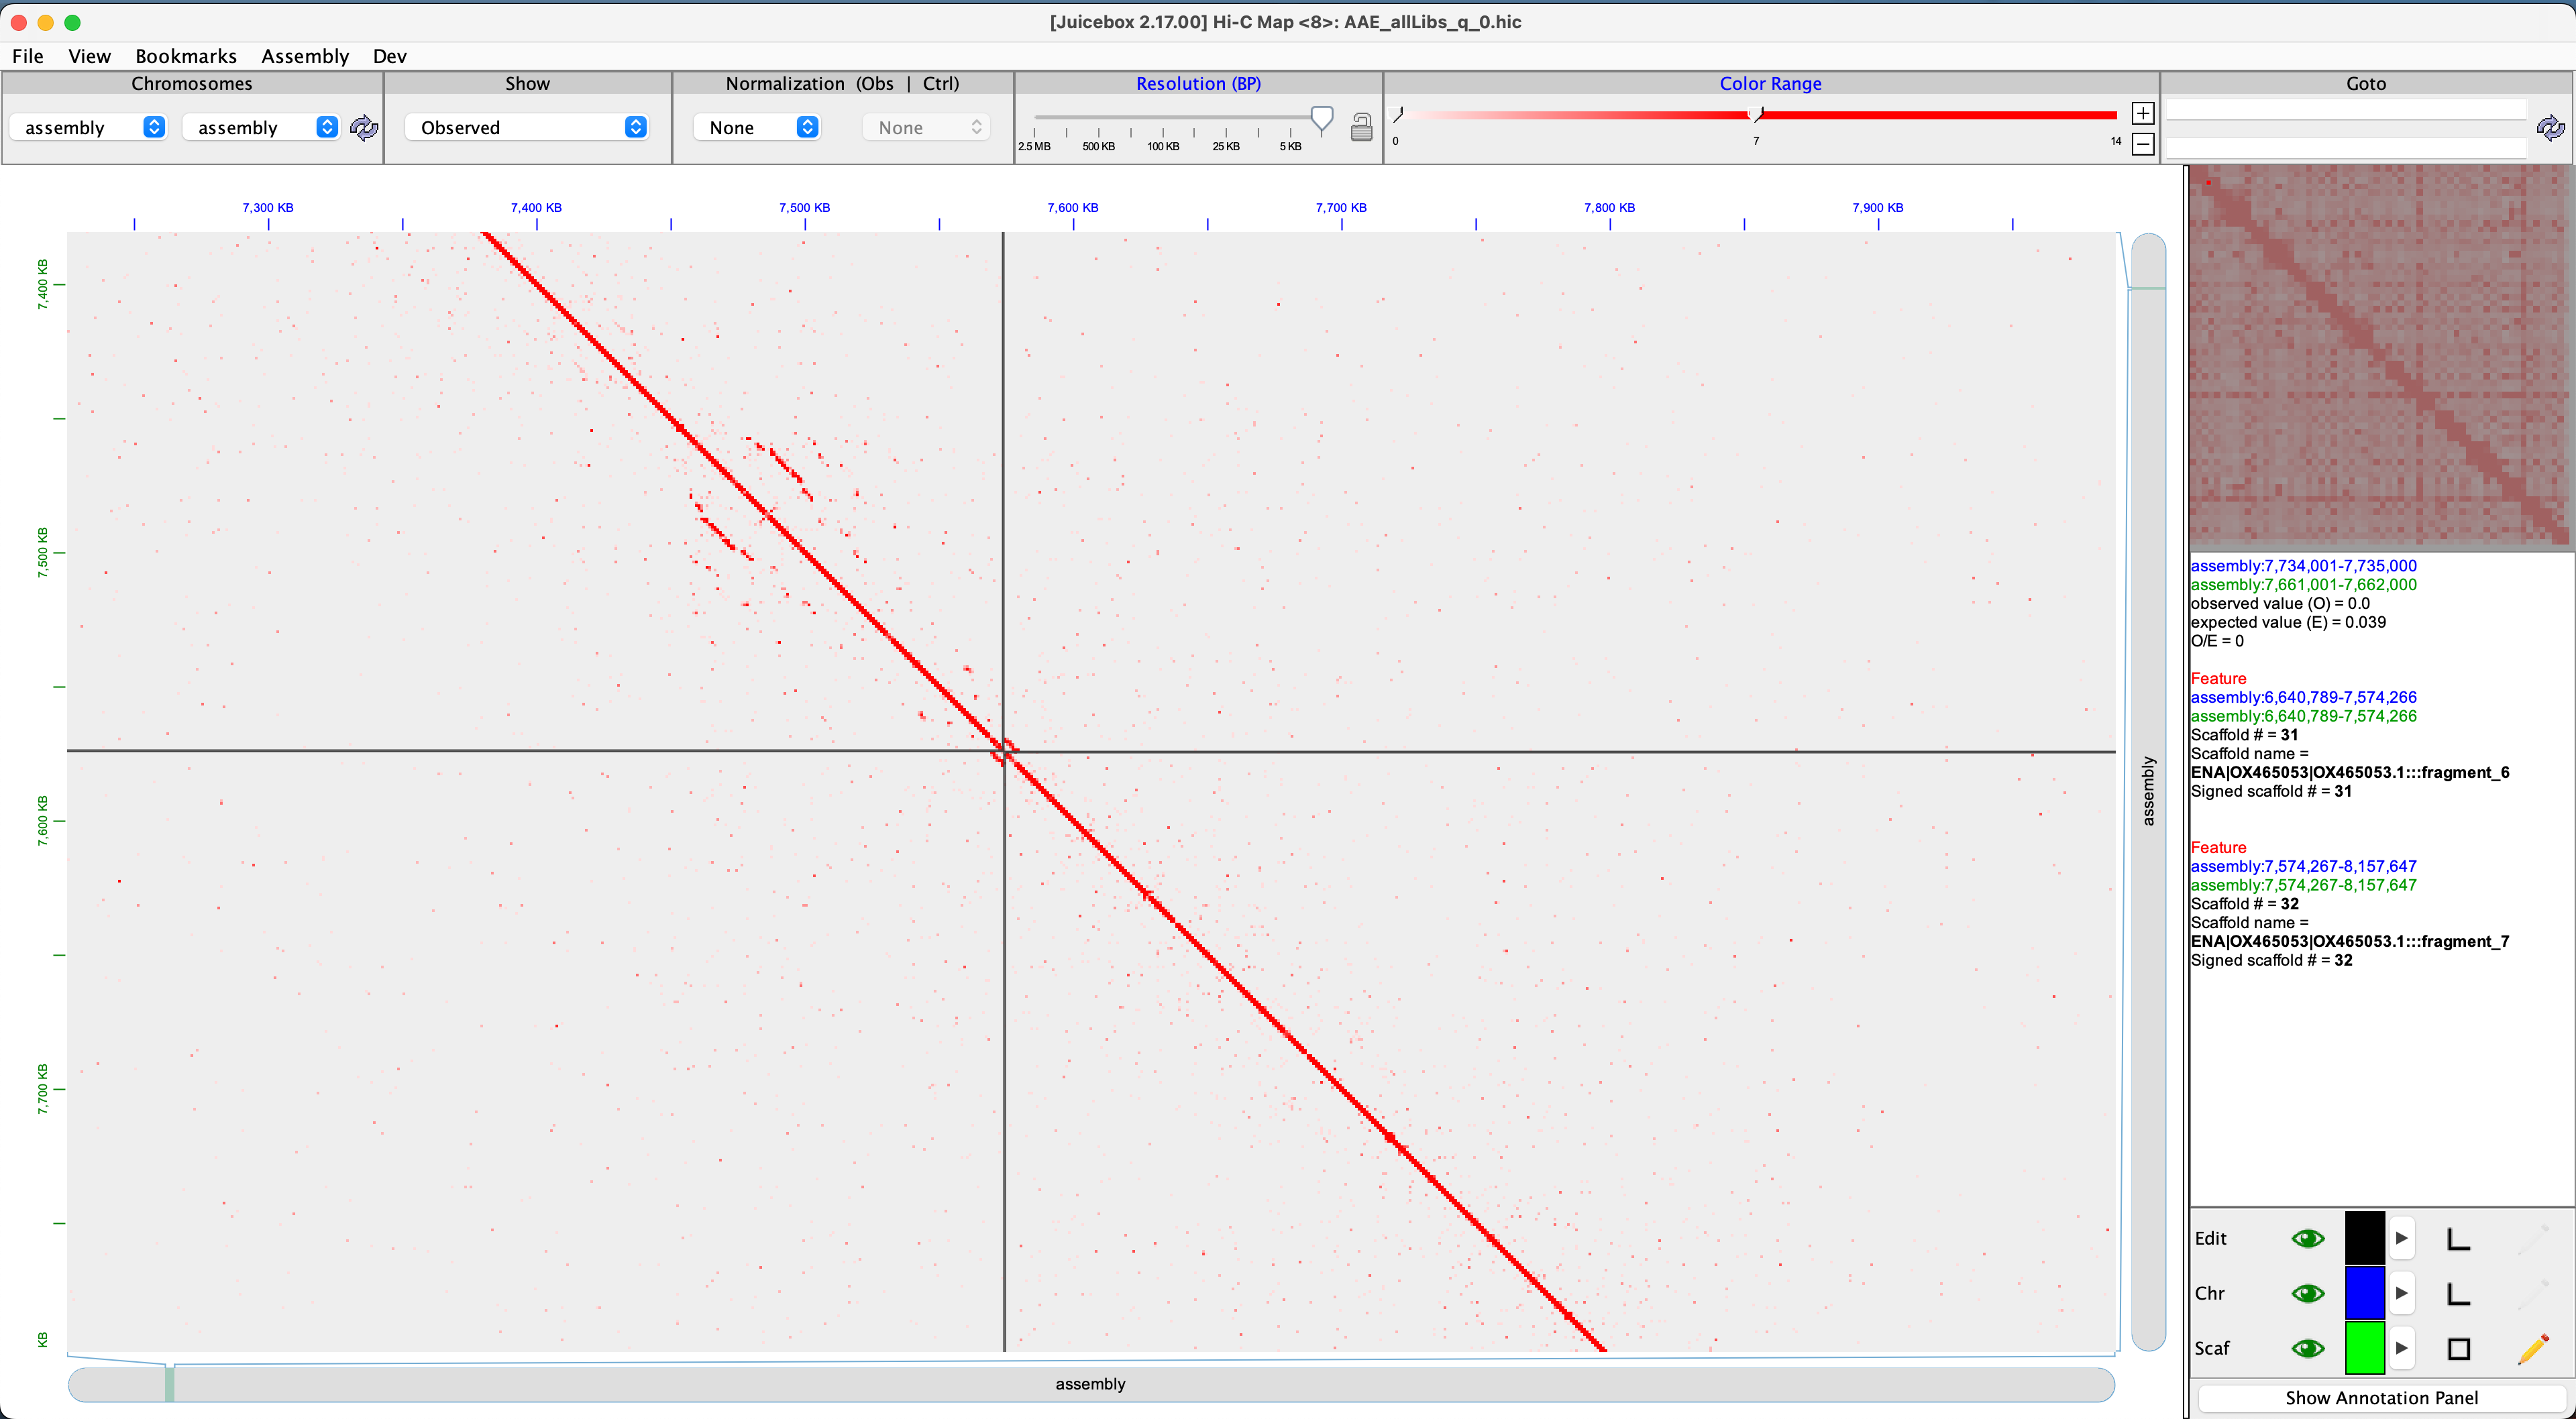 [Juicebox 2.17.00] Hi-C Map <8>: AAE_allLibs_q_0.hic
File View Bookmarks Assembly Dev
Chromosomes Show Normalization (Obs | Ctrl) Resolution (BP) Color Range Goto
assembly assembly Observed None None
2.5 MB 500 KB 100 KB 25 KB 5 KB
0 7 14
7,300 KB 7,400 KB 7,500 KB 7,600 KB 7,700 KB 7,800 KB 7,900 KB
7,400 KB
7,500 KB
7,600 KB
7,700 KB
KB
assembly
assembly
assembly:7,734,001-7,735,000
assembly:7,661,001-7,662,000
observed value (O) = 0.0
expected value (E) = 0.039
O/E = 0
Feature
assembly:6,640,789-7,574,266
assembly:6,640,789-7,574,266
Scaffold # = 31
Scaffold name =
ENA|OX465053|OX465053.1:::fragment_6
Signed scaffold # = 31
Feature
assembly:7,574,267-8,157,647
assembly:7,574,267-8,157,647
Scaffold # = 32
Scaffold name =
ENA|OX465053|OX465053.1:::fragment_7
Signed scaffold # = 32
Edit
Chr
Scaf
Show Annotation Panel